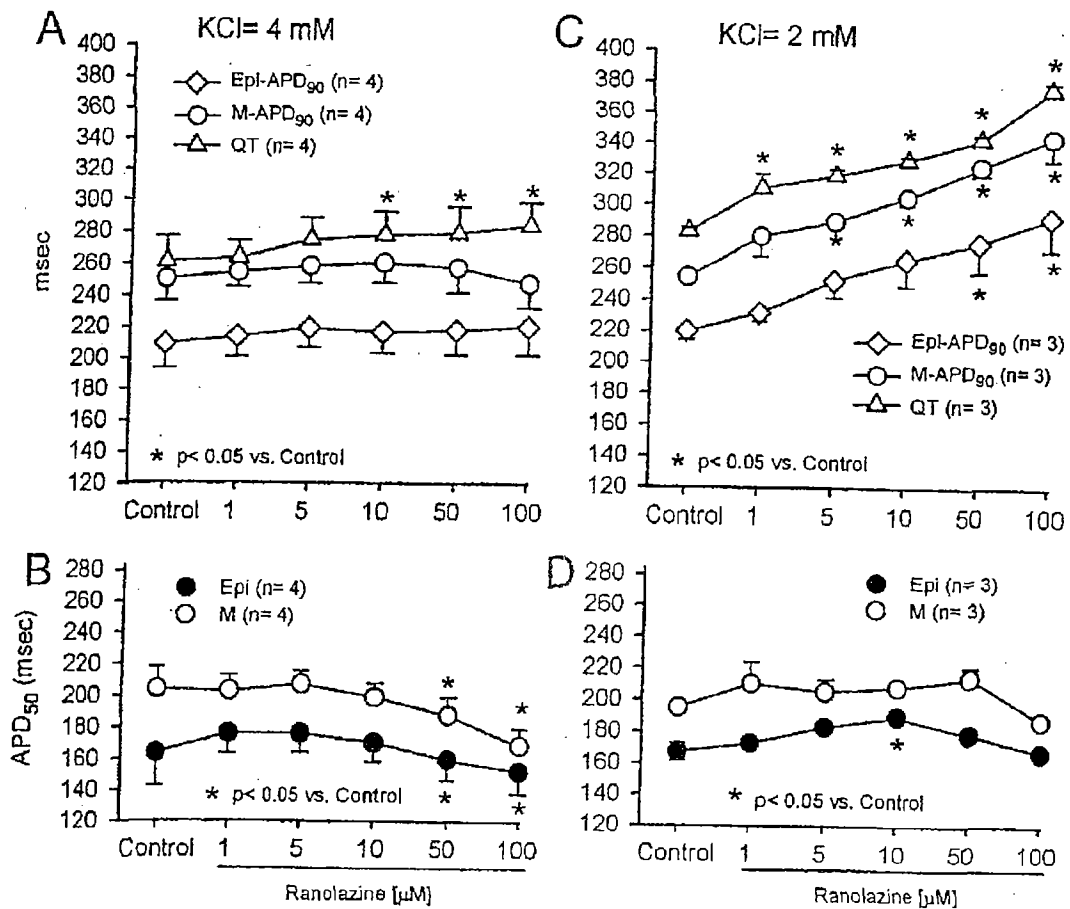 A
KCl= 4 mM
400
380
360
340
320
300
280
260
240
220
200
180
160
140
120
msec
Epi-APD90 (n= 4)
M-APD90 (n= 4)
QT (n= 4)
* * *
* p< 0.05 vs. Control
Control 1 5 10 50 100
C
KCl= 2 mM
400
380
360
340
320
300
280
260
240
220
200
180
160
140
120
* * * * *
* * * *
* *
Epi-APD90 (n= 3)
M-APD90 (n= 3)
QT (n= 3)
* p< 0.05 vs. Control
Control 1 5 10 50 100
B
280
260
240
220
200
180
160
140
120
APD50 (msec)
Epi (n= 4)
M (n= 4)
* *
* *
* p< 0.05 vs. Control
Control 1 5 10 50 100
Ranolazine [µM]
D
280
260
240
220
200
180
160
140
120
Epi (n= 3)
M (n= 3)
*
* p< 0.05 vs. Control
Control 1 5 10 50 100
Ranolazine [µM]